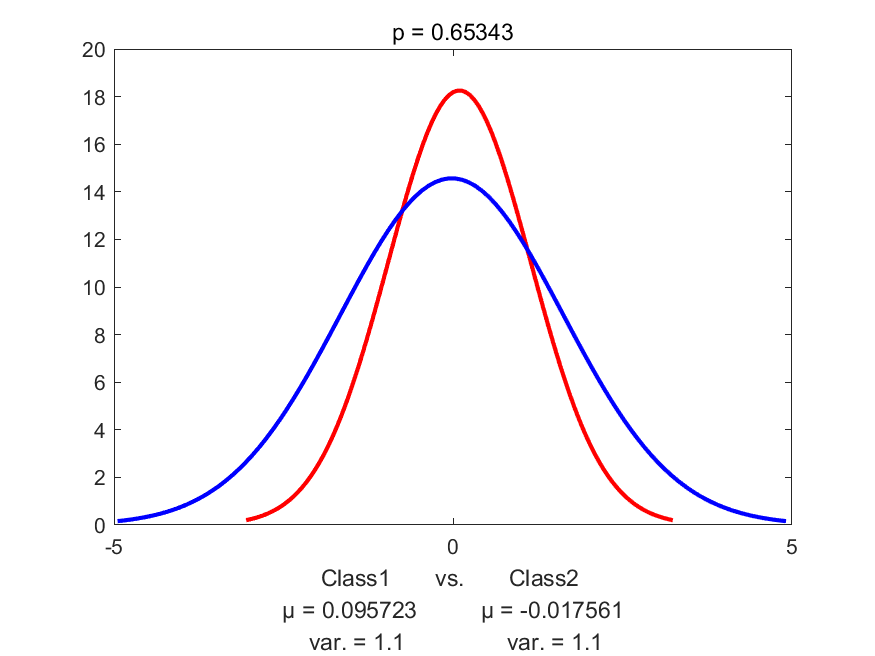 p = 0.65343
20
18
16
14
12
10
8
6
4
2
0
-5 0 5
Class1 vs. Class2
μ = 0.095723 μ = -0.017561
var. = 1.1 var. = 1.1